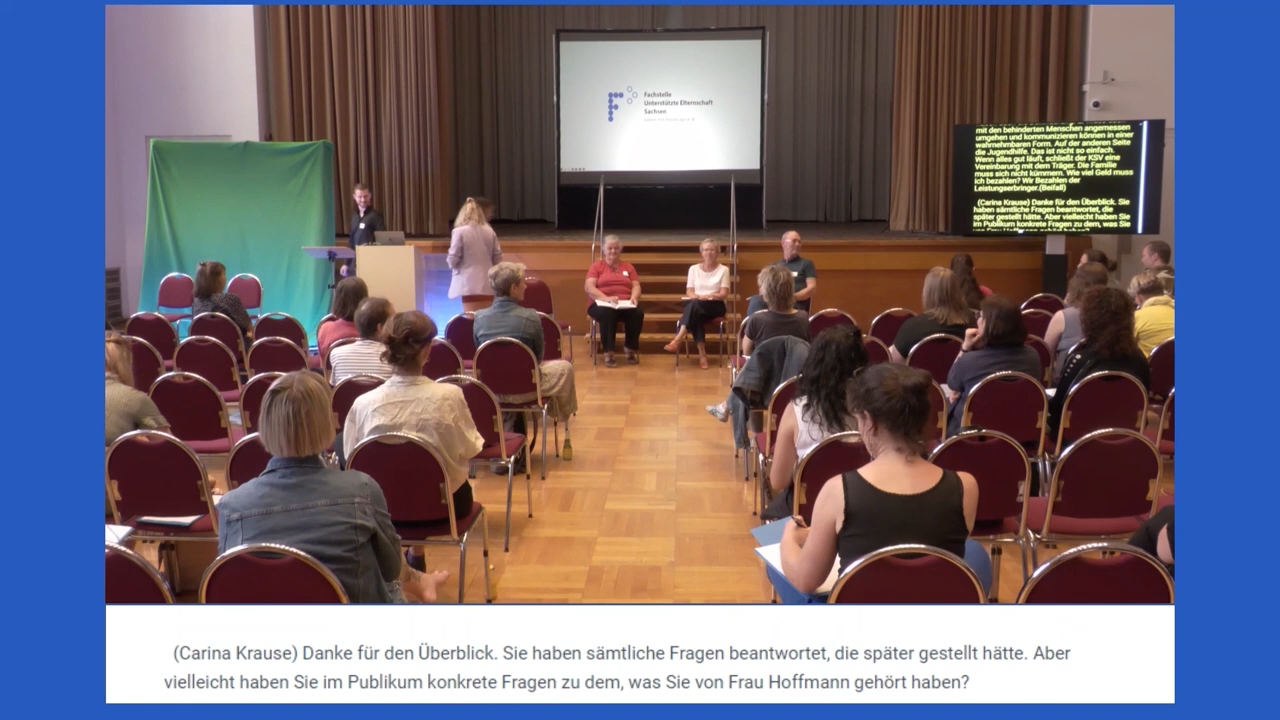 Fachstelle
Unterstützte Elternschaft
Sachsen
mit den behinderten Menschen angemessen
umgehen und kommunizieren können in einer
wahrnehmbaren Form. Auf der anderen Seite
die Jugendhilfe. Das ist nicht so einfach.
Wenn alles gut läuft, schließt der KSV eine
Vereinbarung mit dem Träger. Die Familie
muss sich nicht kümmern. Wie viel Geld muss
ich bezahlen? Wir Bezahlen der
Leistungserbringer.(Beifall)
(Carina Krause) Danke für den Überblick. Sie
haben sämtliche Fragen beantwortet, die
später gestellt hätte. Aber vielleicht haben Sie
im Publikum konkrete Fragen zu dem, was Sie
von Frau Hoffmann gehört haben?
(Carina Krause) Danke für den Überblick. Sie haben sämtliche Fragen beantwortet, die später gestellt hätte. Aber
vielleicht haben Sie im Publikum konkrete Fragen zu dem, was Sie von Frau Hoffmann gehört haben?